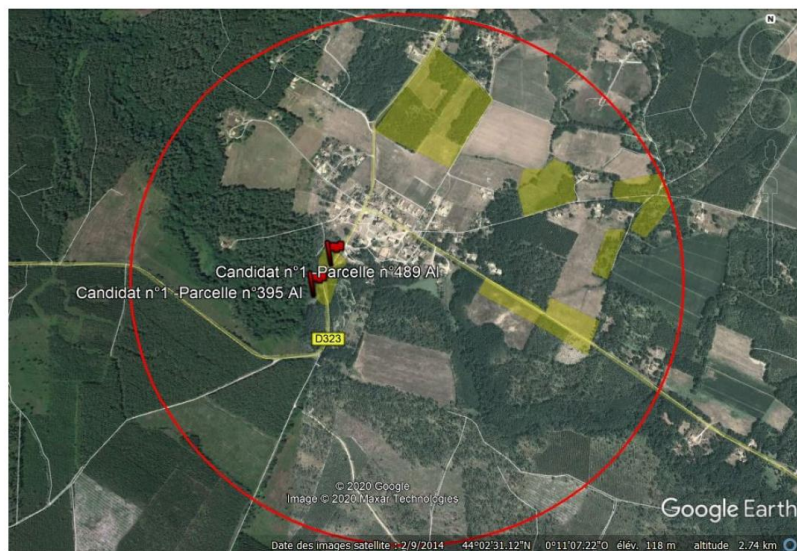 N
Candidat n°1 -Parcelle n°489 AI
Candidat n°1 -Parcelle n°395 AI
D323
© 2020 Google
Image © 2020 Maxar Technologies
Google Earth
Date des images satellite : 2/9/2014 44°02'31.12"N 0°11'07.22"O élév. 118 m altitude 2.74 km